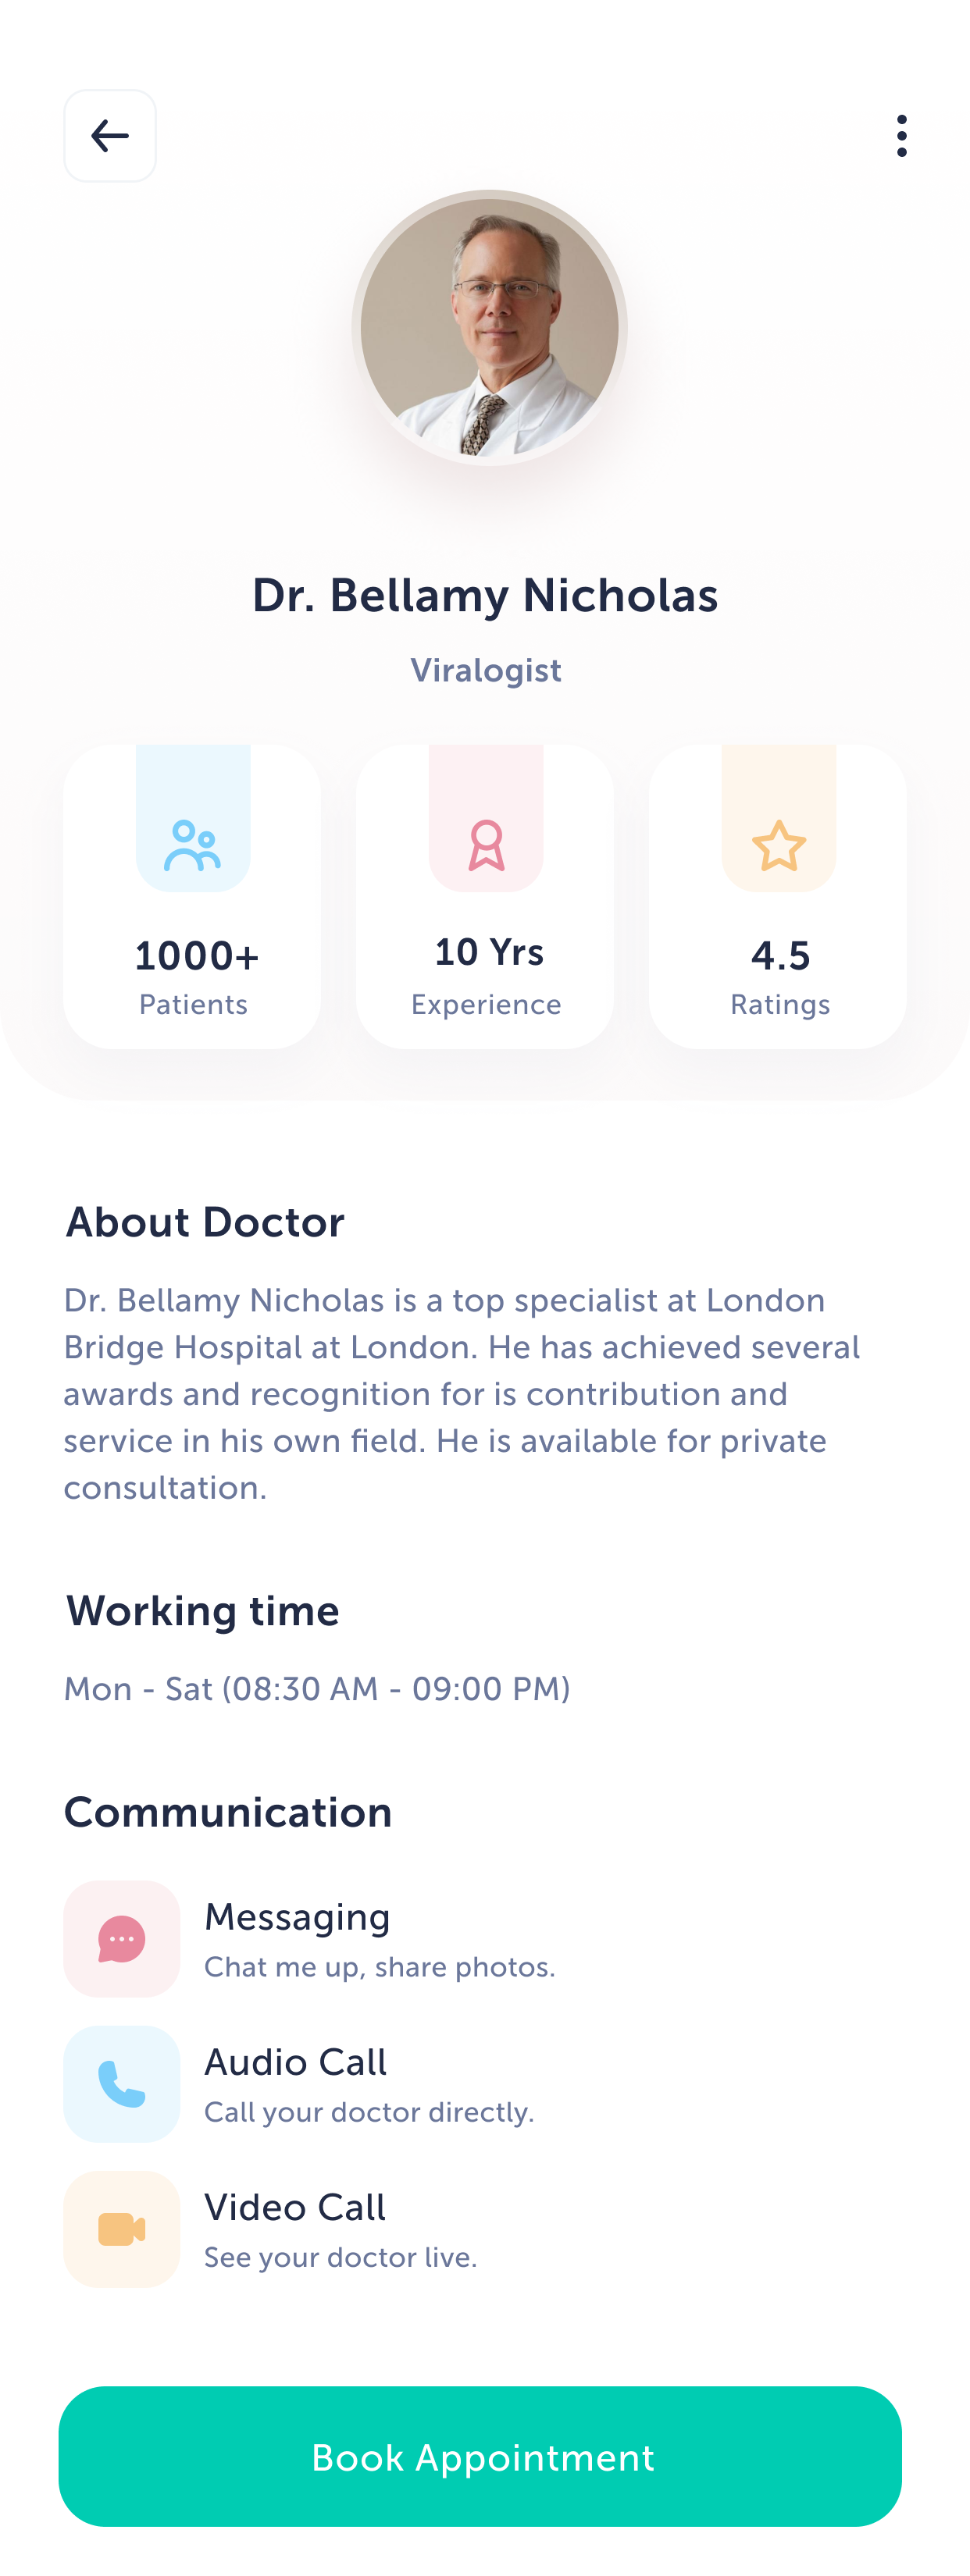 Dr. Bellamy Nicholas
Viralogist
1000+
Patients
10 Yrs
Experience
4.5
Ratings
About Doctor
Dr. Bellamy Nicholas is a top specialist at London
Bridge Hospital at London. He has achieved several
awards and recognition for is contribution and
service in his own field. He is available for private
consultation.
Working time
Mon - Sat (08:30 AM - 09:00 PM)
Communication
Messaging
Chat me up, share photos.
Audio Call
Call your doctor directly.
Video Call
See your doctor live.
Book Appointment